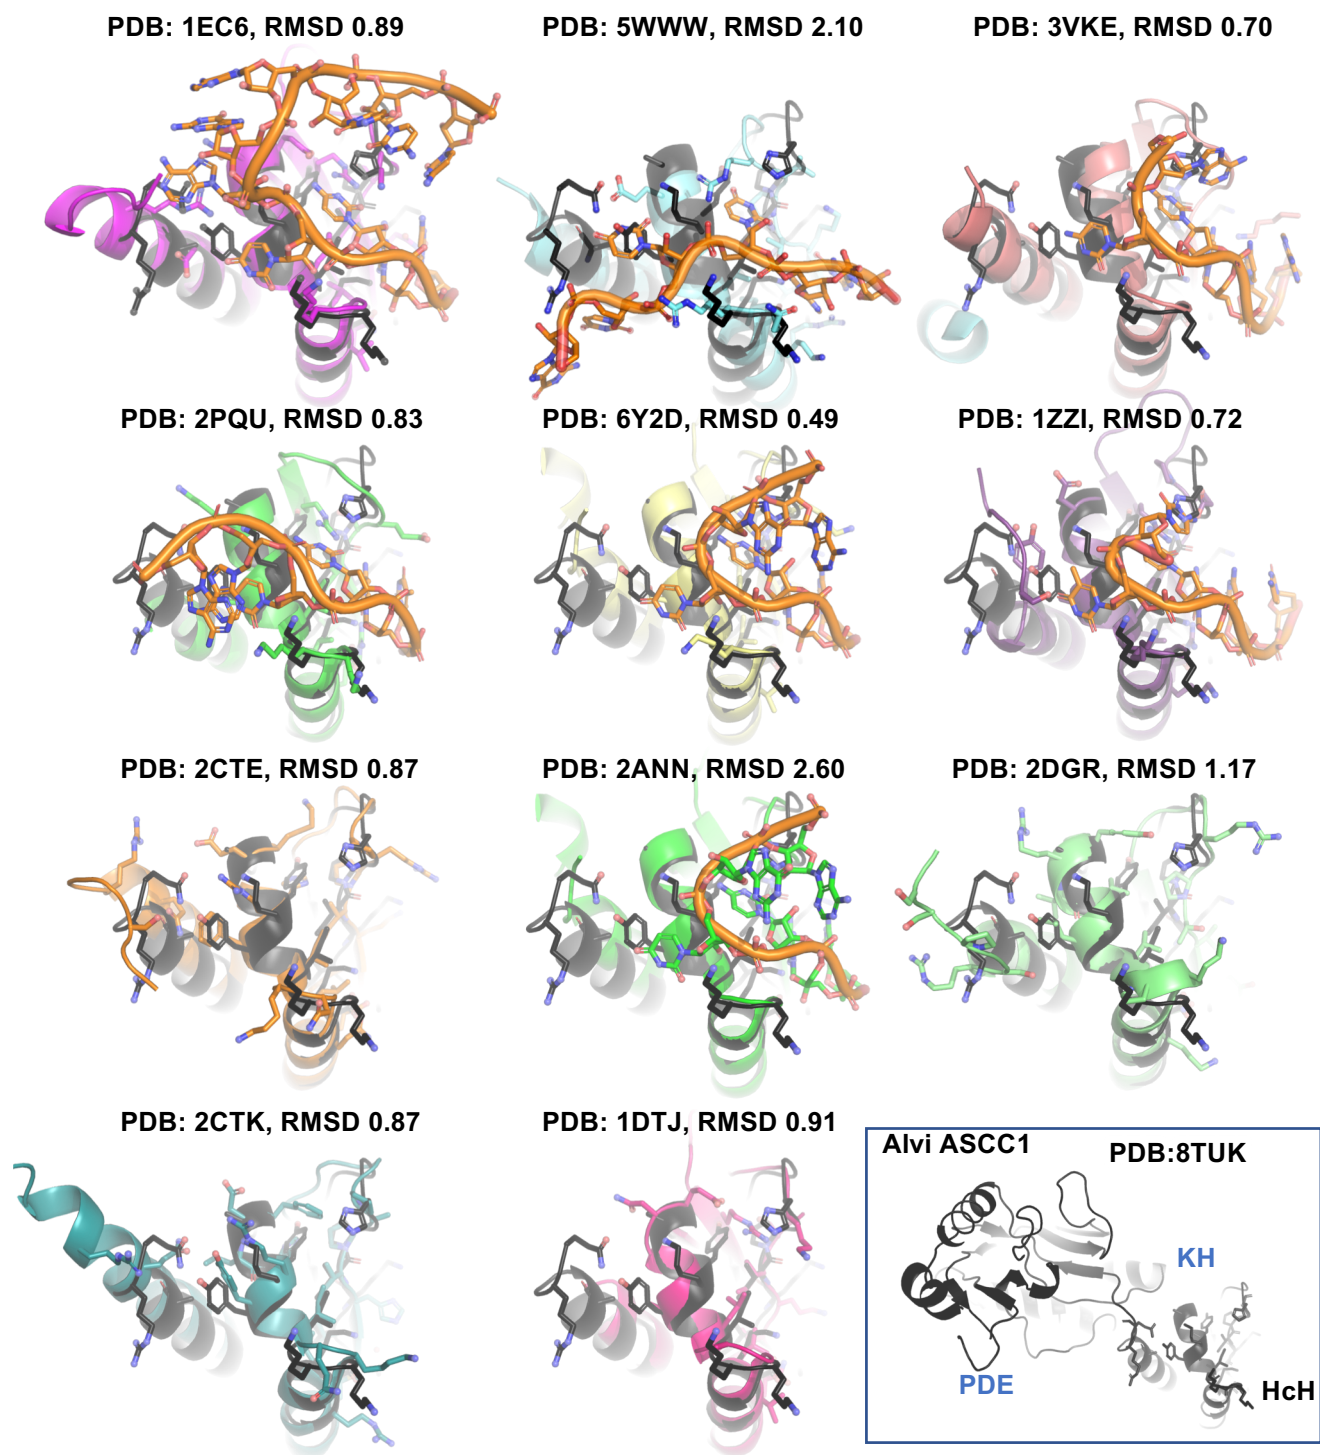 PDB: 1EC6, RMSD 0.89
PDB: 5WWW, RMSD 2.10
PDB: 3VKE, RMSD 0.70
PDB: 2PQU, RMSD 0.83
PDB: 6Y2D, RMSD 0.49
PDB: 1ZZI, RMSD 0.72
PDB: 2CTE, RMSD 0.87
PDB: 2ANN, RMSD 2.60
PDB: 2DGR, RMSD 1.17
PDB: 2CTK, RMSD 0.87
PDB: 1DTJ, RMSD 0.91
Alvi ASCC1
PDB:8TUK
KH
PDE
HcH